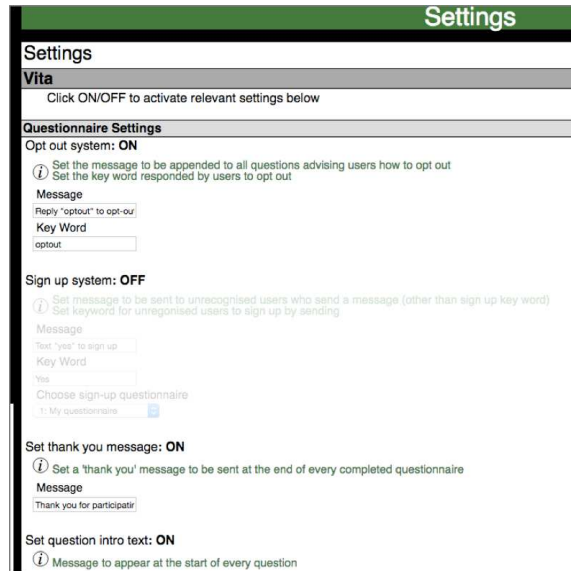 Settings
Settings
Vita
Click ON/OFF to activate relevant settings below
Questionnaire Settings
Opt out system: ON
Set the message to be appended to all questions advising users how to opt out
Set the key word responded by users to opt out
Message
Reply "optout" to opt-ou
Key Word
optout
Sign up system: OFF
Set message to be sent to unrecognised users who send a message (other than sign up key word)
Set keyword for unregonised users to sign up by sending
Message
Text "yes" to sign up
Key Word
Yes
Choose sign-up questionnaire
1: My questionnaire
Set thank you message: ON
Set a 'thank you' message to be sent at the end of every completed questionnaire
Message
Thank you for participatin
Set question intro text: ON
Message to appear at the start of every question